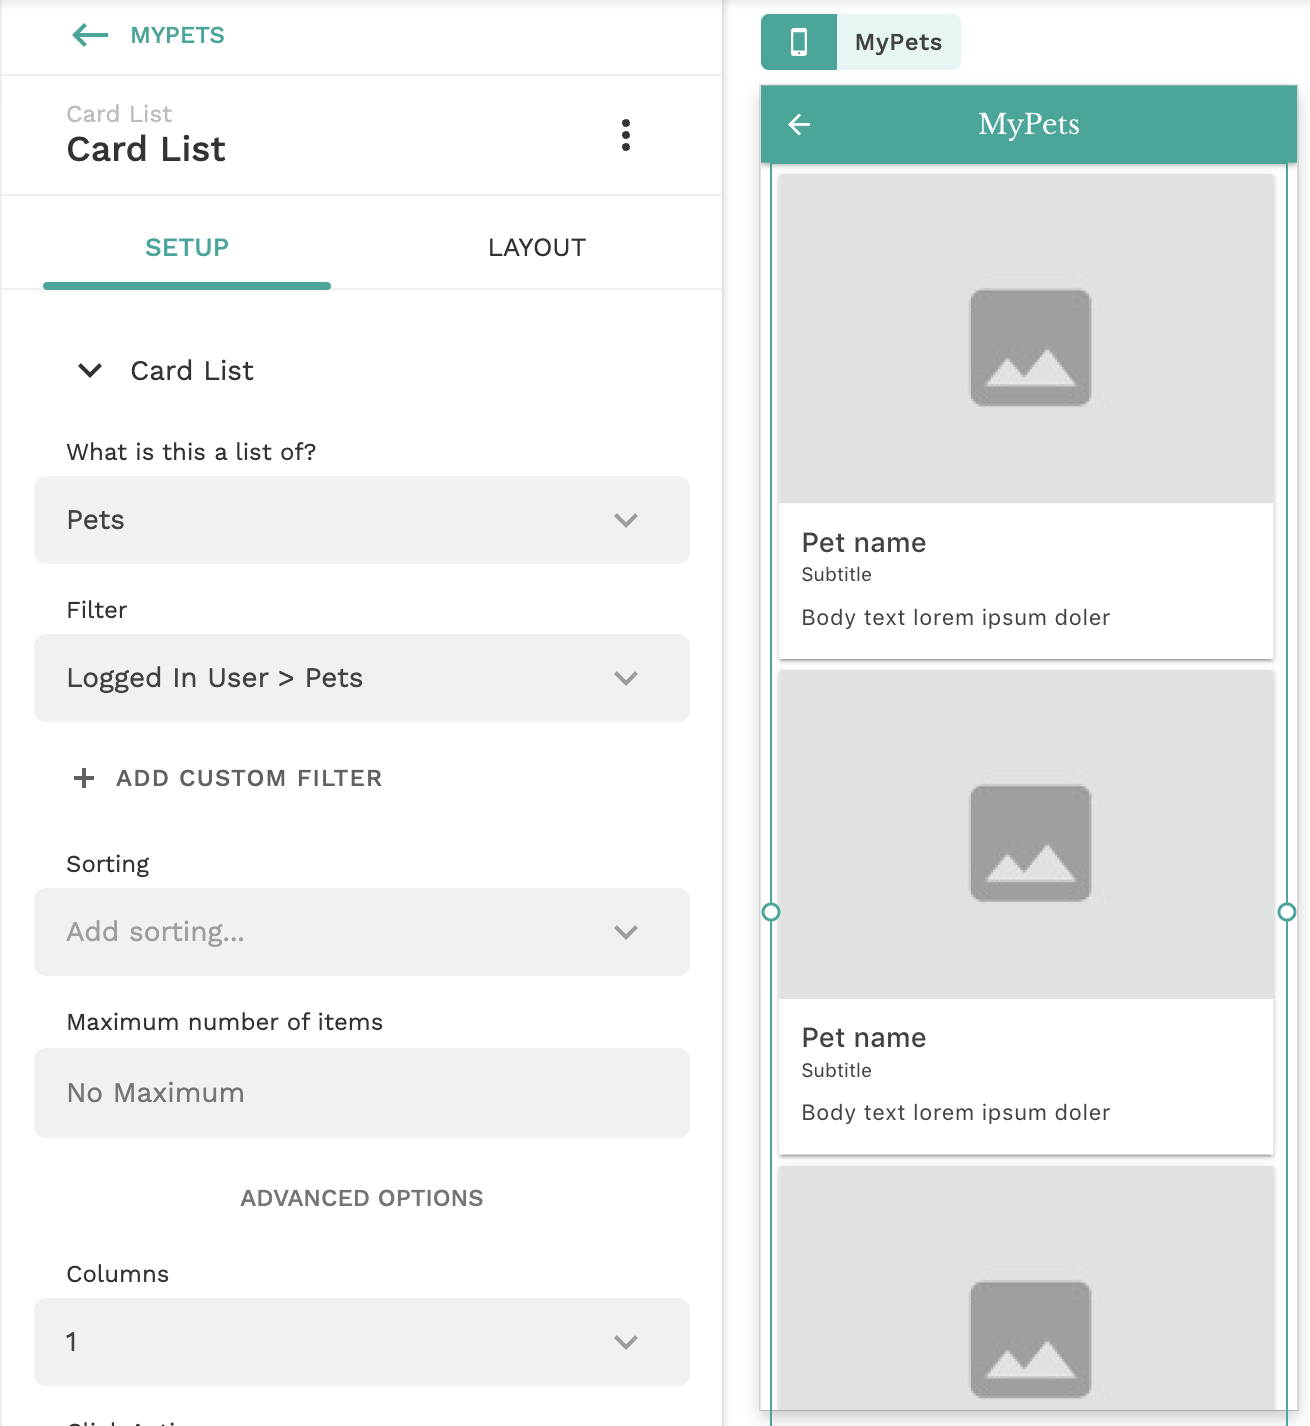 MYPETS
Card List
Card List
SETUP
LAYOUT
Card List
What is this a list of?
Pets
Filter
Logged In User > Pets
+ ADD CUSTOM FILTER
Sorting
Add sorting...
Maximum number of items
No Maximum
ADVANCED OPTIONS
Columns
1
MyPets
MyPets
Pet name
Subtitle
Body text lorem ipsum doler
Pet name
Subtitle
Body text lorem ipsum doler